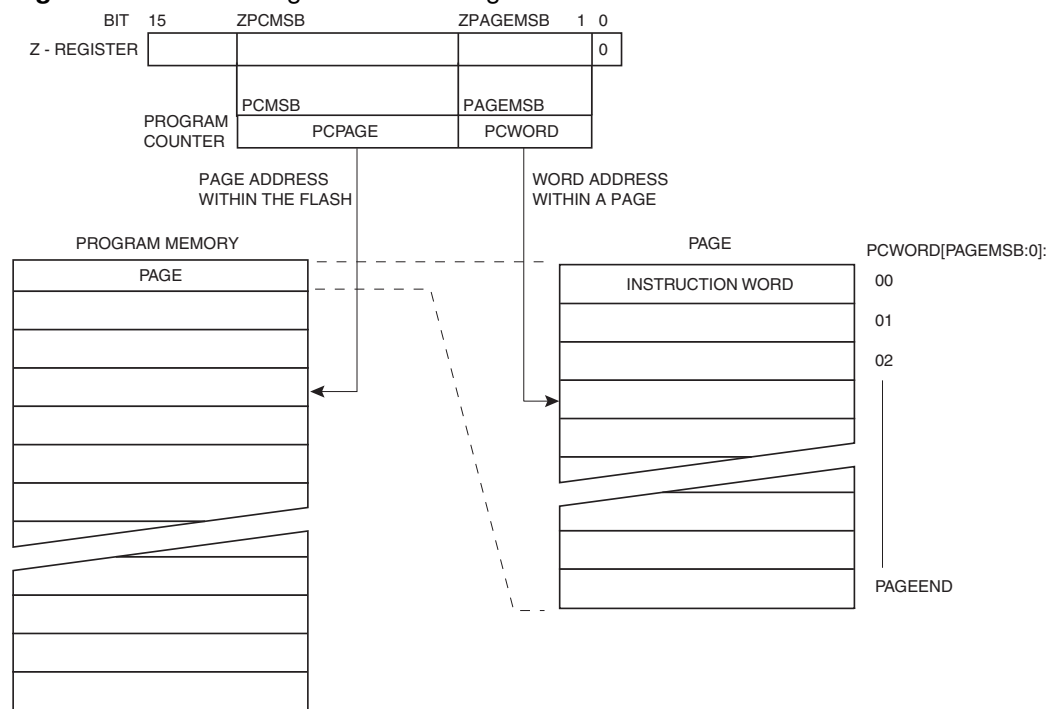 BIT 15 ZPCMSB ZPAGEMSB 1 0
Z - REGISTER 0
PCMSB PAGEMSB
PROGRAM
COUNTER
PCPAGE PCWORD
PAGE ADDRESS
WITHIN THE FLASH
WORD ADDRESS
WITHIN A PAGE
PROGRAM MEMORY
PAGE
PAGE
INSTRUCTION WORD
PCWORD[PAGEMSB:0]:
00
01
02
PAGEEND